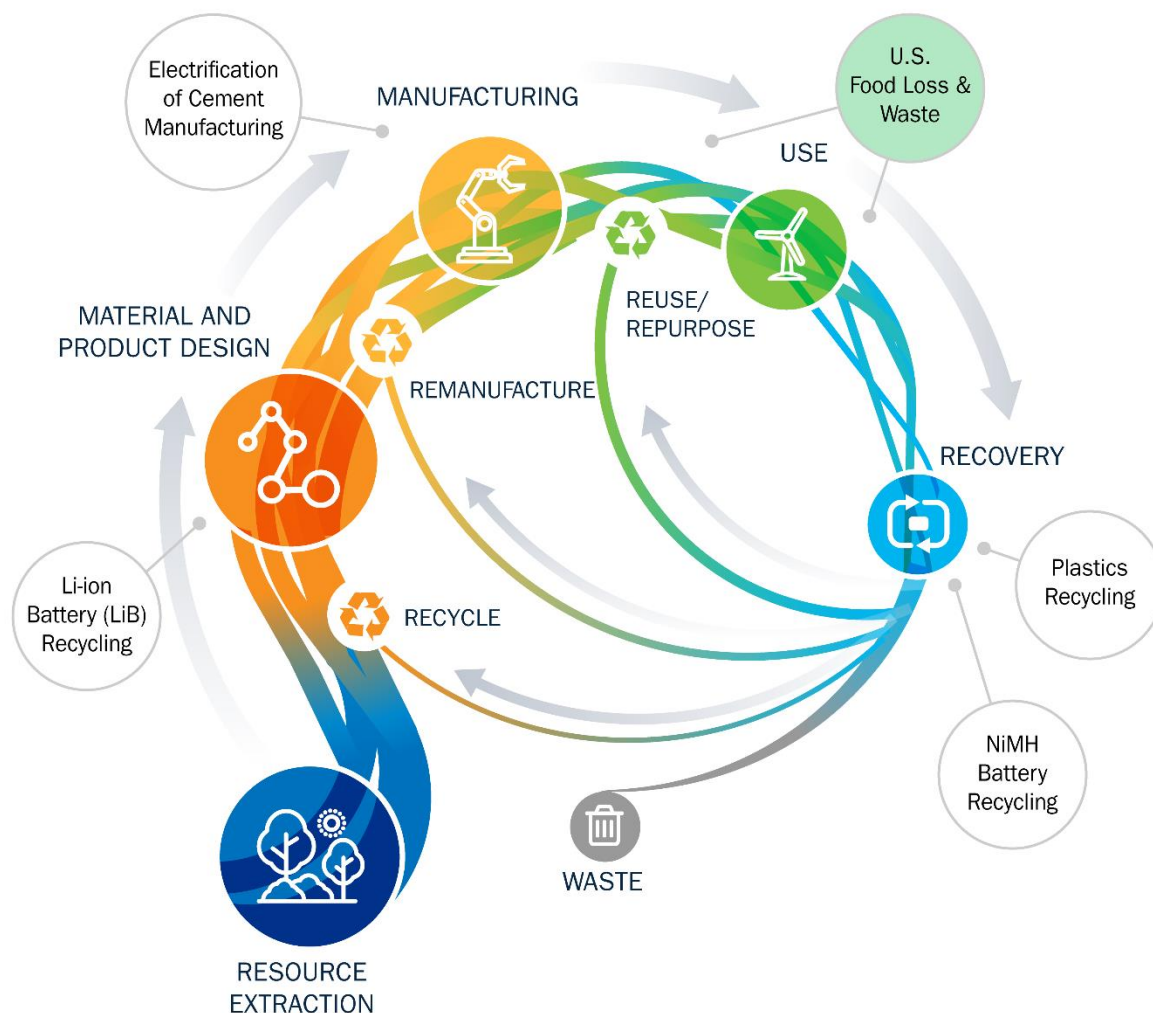 Electrification
of Cement
Manufacturing
MANUFACTURING
U.S.
Food Loss &
Waste
USE
MATERIAL AND
PRODUCT DESIGN
REUSE/
REPURPOSE
REMANUFACTURE
RECOVERY
Li-ion
Battery (LiB)
Recycling
RECYCLE
Plastics
Recycling
NiMH
Battery
Recycling
WASTE
RESOURCE
EXTRACTION